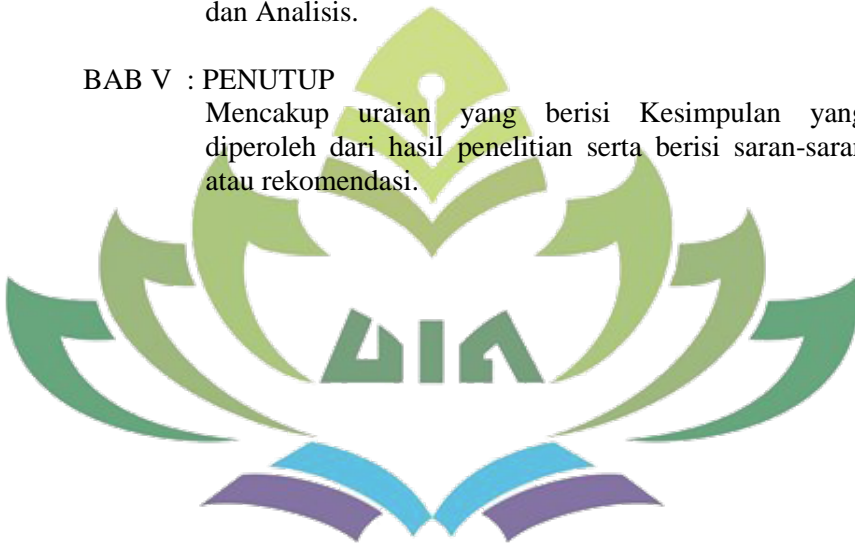 dan Analisis.
BAB V : PENUTUP
Mencakup uraian yang berisi Kesimpulan yang
diperoleh dari hasil penelitian serta berisi saran-saran
atau rekomendasi.
UIN